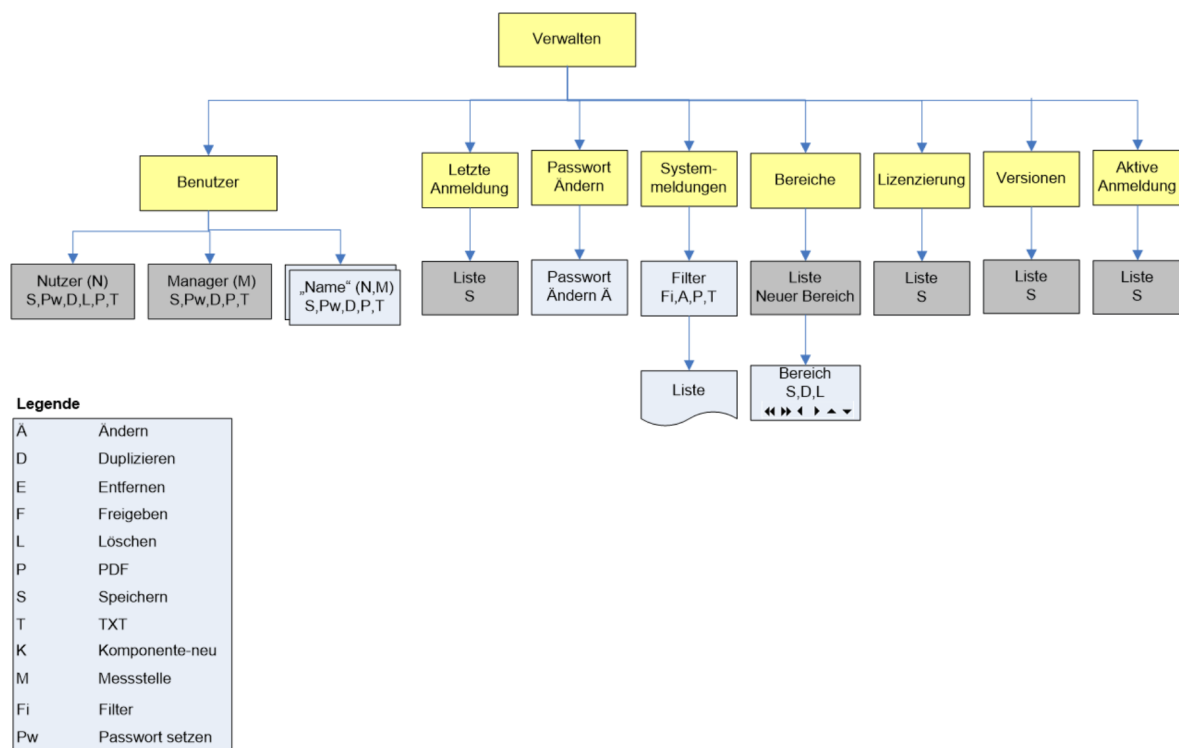 Verwalten
Benutzer
Letzte
Anmeldung
Passwort
Ändern
System-
meldungen
Bereiche
Lizenzierung
Versionen
Aktive
Anmeldung
Nutzer (N)
S,Pw,D,L,P,T
Manager (M)
S,Pw,D,P,T
„Name“ (N,M)
S,Pw,D,P,T
Liste
S
Passwort
Ändern Ä
Filter
Fi,A,P,T
Liste
Neuer Bereich
Liste
S
Liste
S
Liste
S
Liste
Bereich
S,D,L
Legende
Ä Ändern
D Duplizieren
E Entfernen
F Freigeben
L Löschen
P PDF
S Speichern
T TXT
K Komponente-neu
M Messstelle
Fi Filter
Pw Passwort setzen